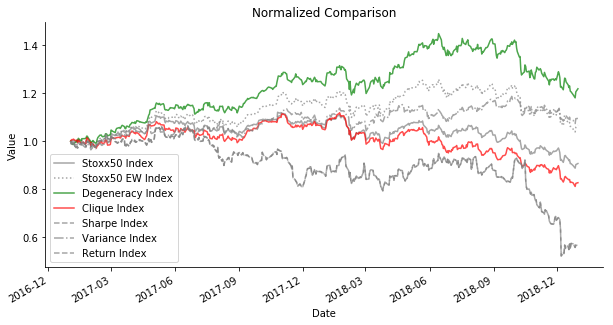 Normalized Comparison
Value
1.4
1.2
1.0
0.8
0.6
Stoxx50 Index
Stoxx50 EW Index
Degeneracy Index
Clique Index
Sharpe Index
Variance Index
Return Index
2016-12
2017-03
2017-06
2017-09
2017-12
2018-03
2018-06
2018-09
2018-12
Date